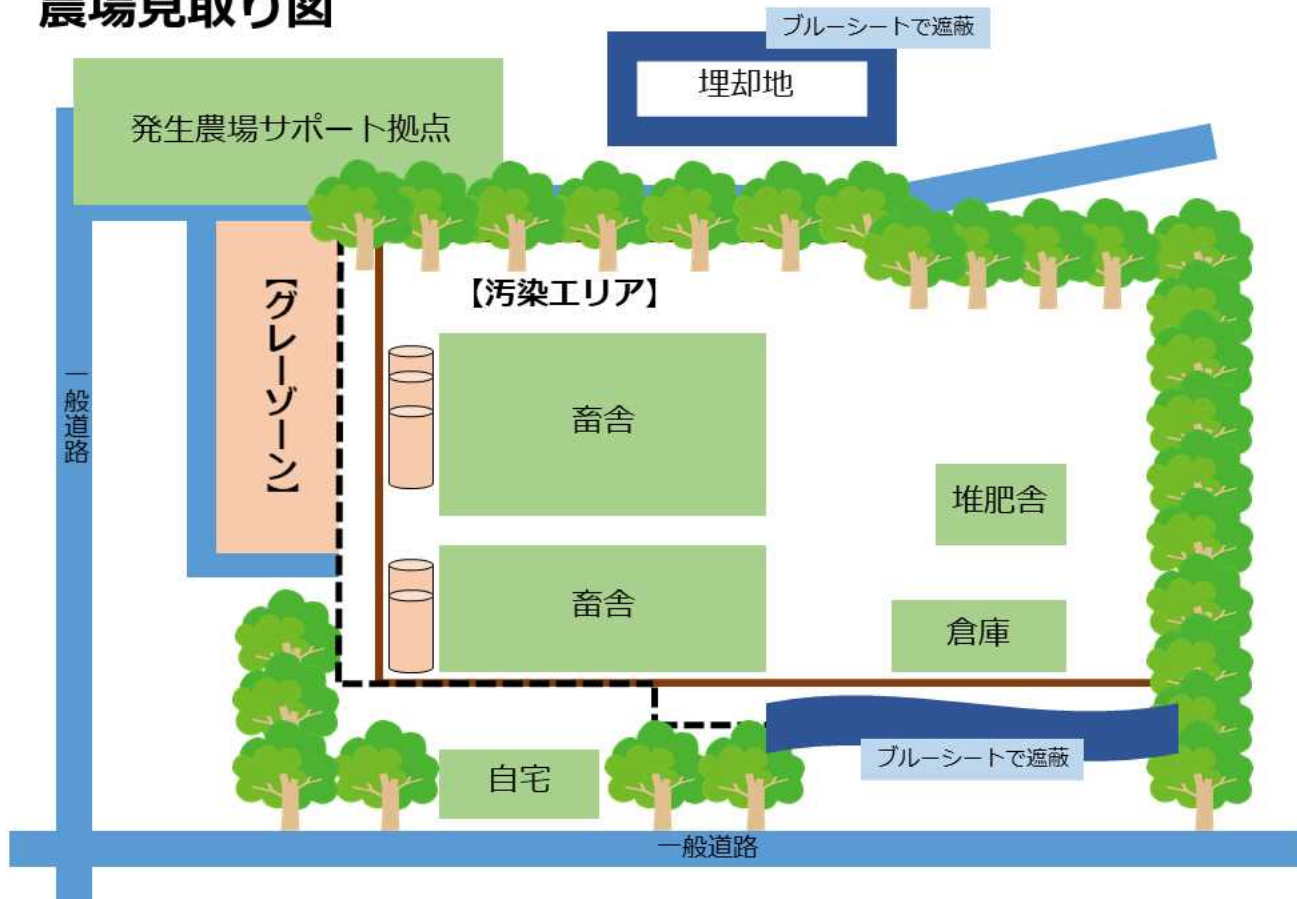 農場見取り図
ブルーシートで遮蔽
埋却地
発生農場サポート拠点
【汚染エリア】
【グレーゾーン】
一般道路
畜舎
堆肥舎
畜舎
倉庫
ブルーシートで遮蔽
自宅
一般道路